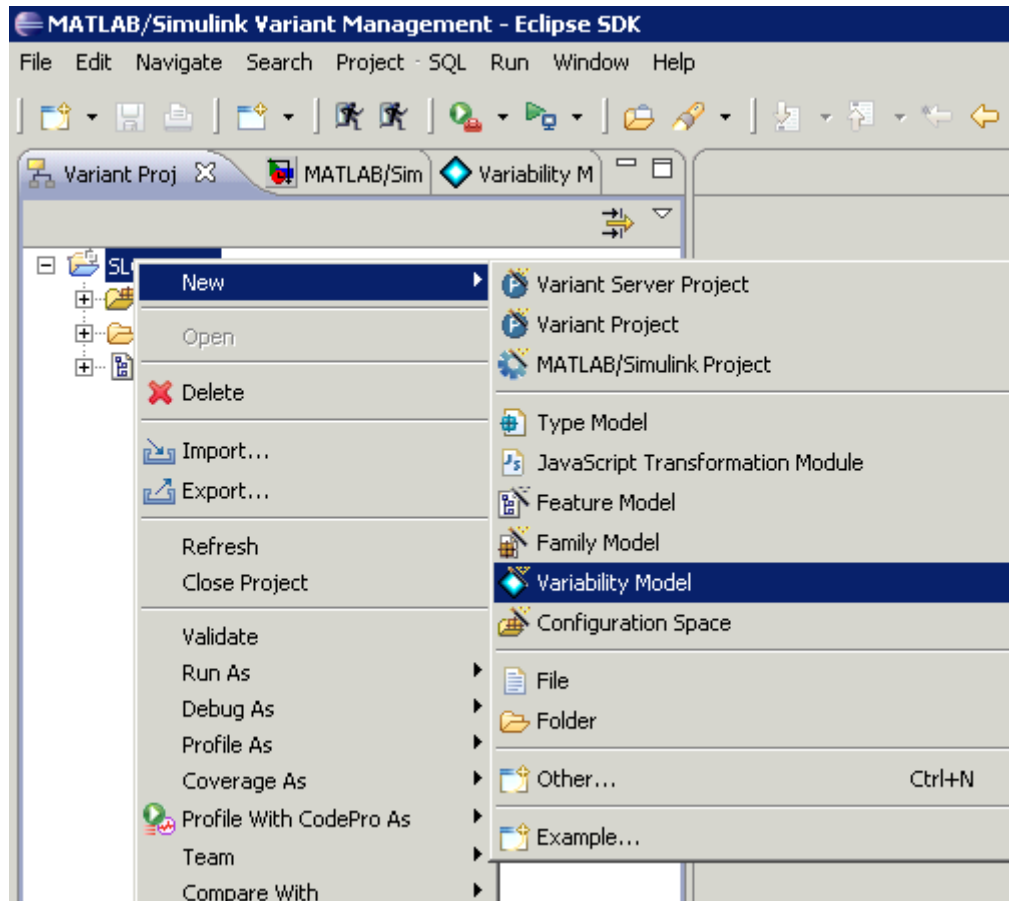 MATLAB/Simulink Variant Management - Eclipse SDK
File Edit Navigate Search Project SQL Run Window Help
Variant Proj MATLAB/Sim Variability M
New
Open
Delete
Import...
Export...
Refresh
Close Project
Validate
Run As
Debug As
Profile As
Coverage As
Profile With CodePro As
Team
Compare With
Variant Server Project
Variant Project
MATLAB/Simulink Project
Type Model
JavaScript Transformation Module
Feature Model
Family Model
Variability Model
Configuration Space
File
Folder
Other... Ctrl+N
Example...